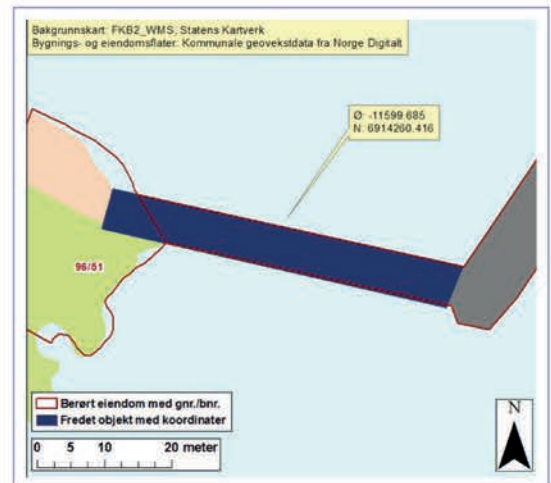 Bakgrunnskart: FKB2_WMS, Statens Kartverk
Bygnings- og eiendomsflater: Kommunale geovekstdata fra Norge Digitalt
Ø: -11599.685
N: 6914260.416
96/51
Berørt eiendom med gnr./bnr.
Fredet objekt med koordinater
0 5 10 20 meter
N